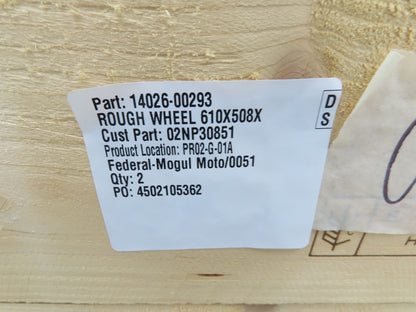 Part: 14026-00293
ROUGH WHEEL 610X508X
Cust Part: 02NP30851
Product Location: PR02-G-01A
Federal-Mogul Moto/0051
Qty: 2
PO: 4502105362
D
S
H